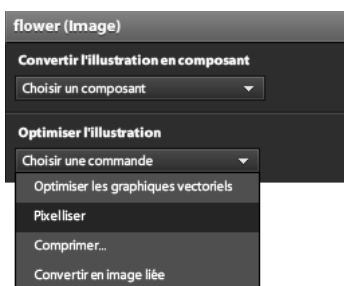 flower (Image)
Convertir l'illustration en composant
Choisir un composant
Optimiser l'illustration
Choisir une commande
Optimiser les graphiques vectoriels
Pixelliser
Comprimer...
Convertir en image liée